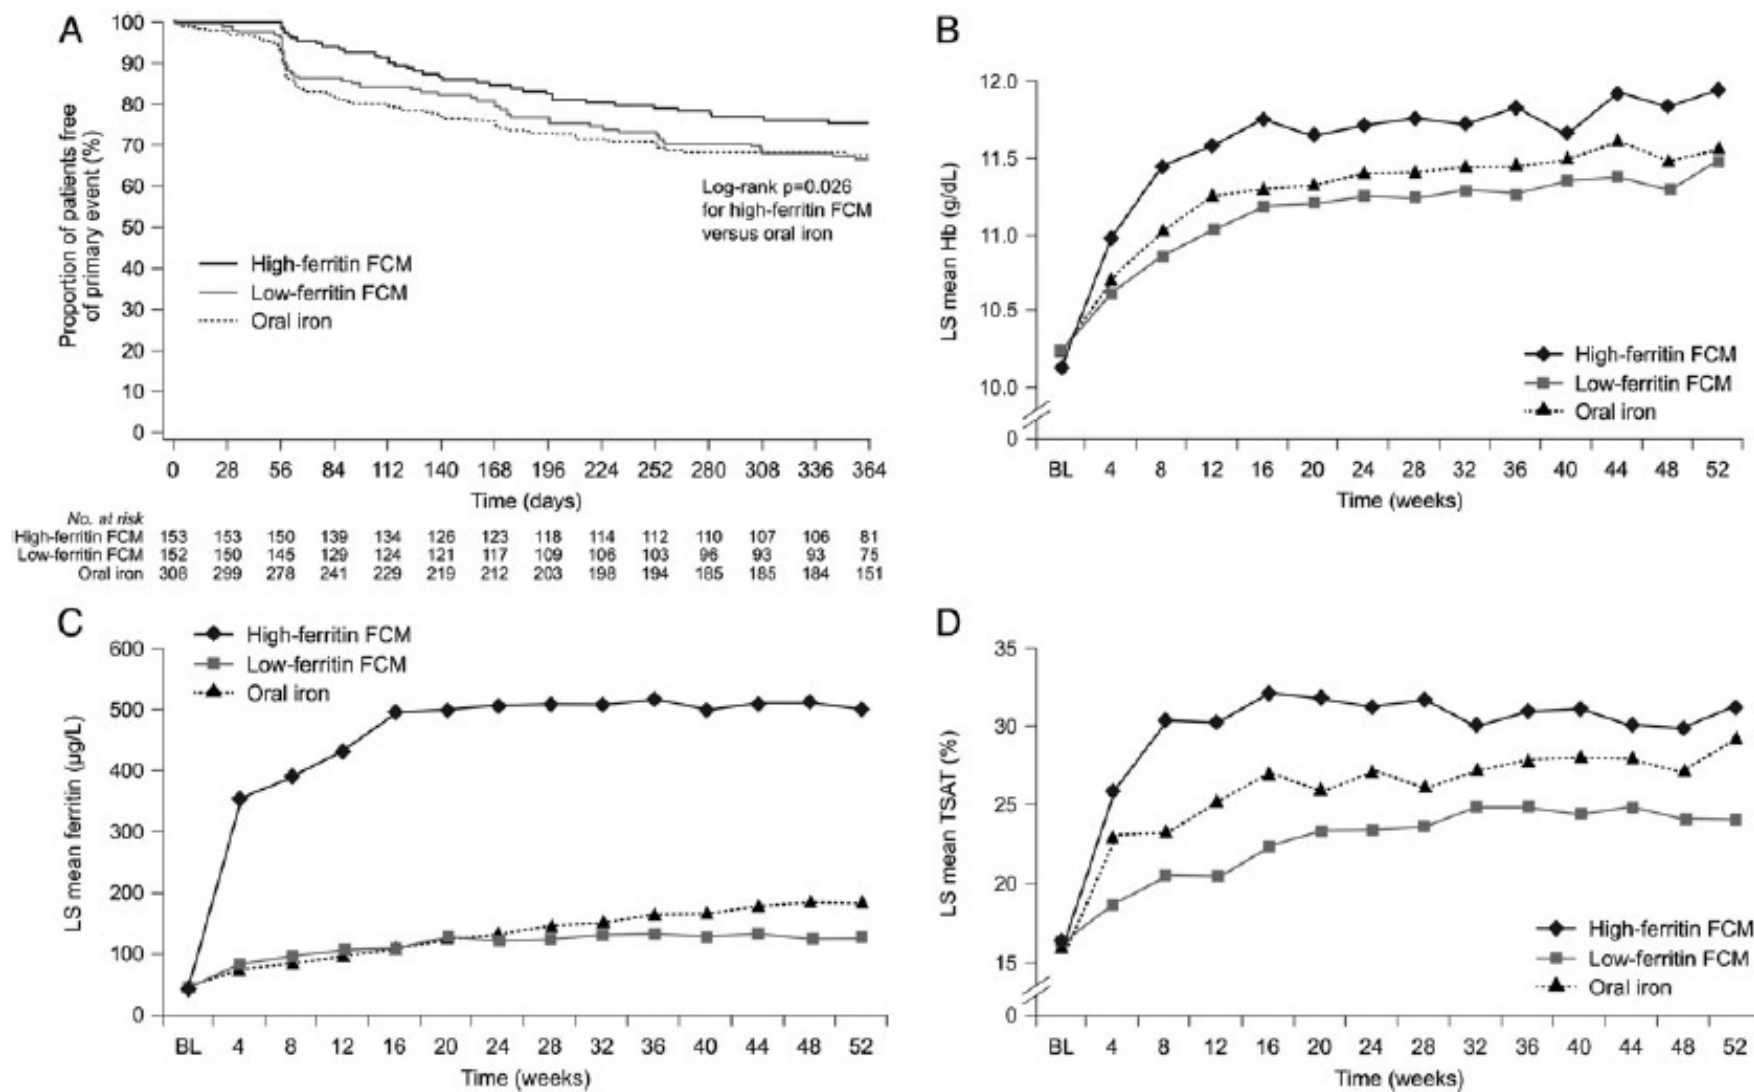 A
100
90
80
70
60
50
40
30
20
10
0
Proportion of patients free
of primary event (%)
Log-rank p=0.026
for high-ferritin FCM
versus oral iron
High-ferritin FCM
Low-ferritin FCM
Oral iron
0 28 56 84 112 140 168 196 224 252 280 308 336 364
Time (days)
No. at risk
High-ferritin FCM 153 153 150 139 134 126 123 118 114 112 110 107 106 81
Low-ferritin FCM 152 150 145 129 124 121 117 109 106 103 96 93 93 75
Oral iron 308 299 278 241 229 219 212 203 198 194 185 185 184 151
B
12.0
11.5
11.0
10.5
10.0
0
LS mean Hb (g/dL)
High-ferritin FCM
Low-ferritin FCM
Oral iron
BL 4 8 12 16 20 24 28 32 36 40 44 48 52
Time (weeks)
C
High-ferritin FCM
Low-ferritin FCM
Oral iron
600
500
400
300
200
100
0
LS mean ferritin (µg/L)
BL 4 8 12 16 20 24 28 32 36 40 44 48 52
Time (weeks)
D
35
30
25
20
15
0
LS mean TSAT (%)
High-ferritin FCM
Low-ferritin FCM
Oral iron
BL 4 8 12 16 20 24 28 32 36 40 44 48 52
Time (weeks)